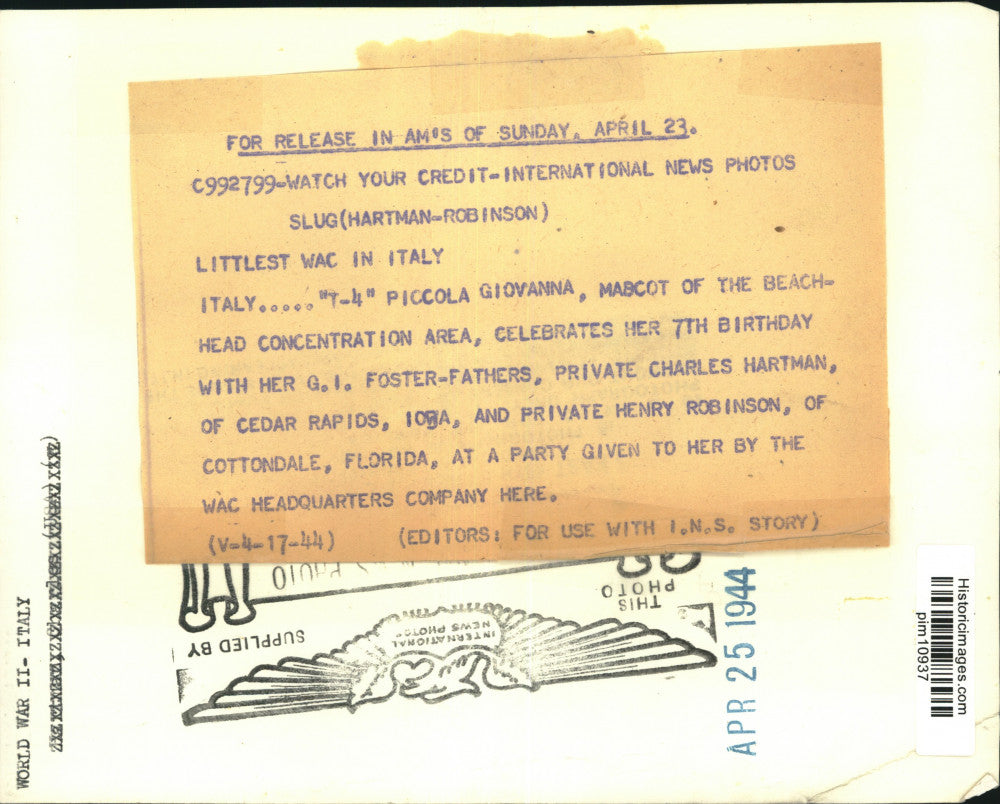 FOR RELEASE IN AM'S OF SUNDAY, APRIL 23.
C992799-WATCH YOUR CREDIT-INTERNATIONAL NEWS PHOTOS
SLUG(HARTMAN-ROBINSON)
LITTLEST WAC IN ITALY
ITALY....."T-4" PICCOLA GIOVANNA, MABCOT OF THE BEACH-
HEAD CONCENTRATION AREA, CELEBRATES HER 7TH BIRTHDAY
WITH HER G.I. FOSTER-FATHERS, PRIVATE CHARLES HARTMAN,
OF CEDAR RAPIDS, IOWA, AND PRIVATE HENRY ROBINSON, OF
COTTONDALE, FLORIDA, AT A PARTY GIVEN TO HER BY THE
WAC HEADQUARTERS COMPANY HERE.
(V-4-17-44) (EDITORS: FOR USE WITH I.N.S. STORY)
THIS
PHOTO
SUPPLIED BY
INTERNATIONAL
NEWS PHOTOS
APR 25 1944
WORLD WAR II- ITALY
Historicimages.com
plm10937